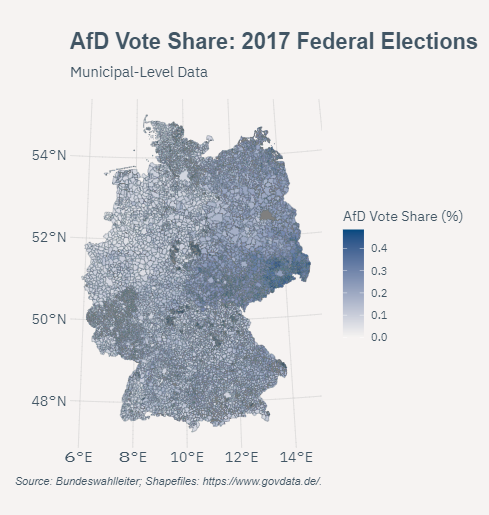 AfD Vote Share: 2017 Federal Elections
Municipal-Level Data
54°N
52°N
50°N
48°N
6°E 8°E 10°E 12°E 14°E
AfD Vote Share (%)
0.4
0.3
0.2
0.1
0.0
Source: Bundeswahlleiter; Shapefiles: https://www.govdata.de/.